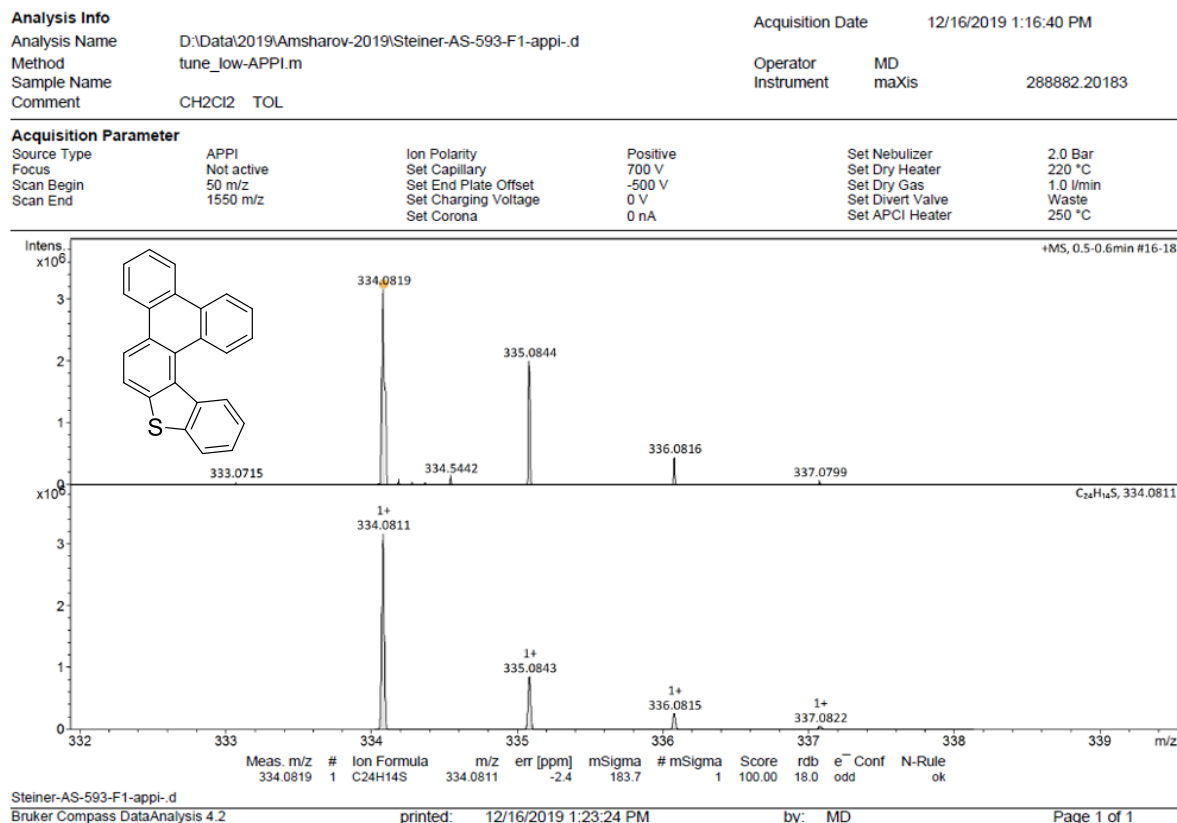 Analysis Info
Acquisition Date 12/16/2019 1:16:40 PM
Analysis Name D:\Data\2019\Amsharov-2019\Steiner-AS-593-F1-appi-.d
Method tune_low-APPI.m Operator MD
Sample Name Instrument maXis 288882.20183
Comment CH2Cl2 TOL
Acquisition Parameter
Source Type APPI Ion Polarity Positive Set Nebulizer 2.0 Bar
Focus Not active Set Capillary 700 V Set Dry Heater 220 °C
Scan Begin 50 m/z Set End Plate Offset -500 V Set Dry Gas 1.0 l/min
Scan End 1550 m/z Set Charging Voltage 0 V Set Divert Valve Waste
Set Corona 0 nA Set APCI Heater 250 °C
Intens.
x10⁶
+MS, 0.5-0.6min #16-18
334.0819
3
335.0844
2
1
S
336.0816
333.0715
334.5442
337.0799
0
x10⁶
C₂₄H₁₄S, 334.0811
1+
334.0811
3
2
1+
335.0843
1
1+
336.0815
1+
337.0822
0
332 333 334 335 336 337 338 339 m/z
Meas. m/z # Ion Formula m/z err [ppm] mSigma # mSigma Score rdb e⁻ Conf N-Rule
334.0819 1 C24H14S 334.0811 -2.4 183.7 1 100.00 18.0 odd ok
Steiner-AS-593-F1-appi-.d
Bruker Compass DataAnalysis 4.2 printed: 12/16/2019 1:23:24 PM by: MD Page 1 of 1